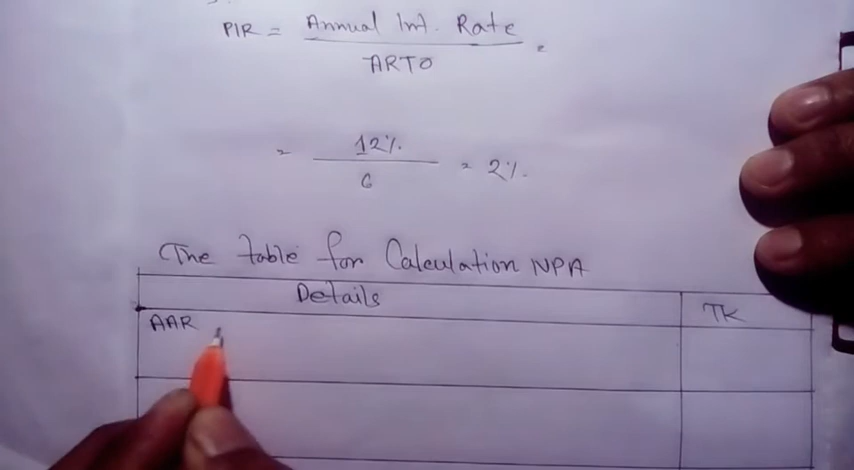 PIR = Annual Int. Rate / ARTO =
= 12% / 6 = 2%.
The table for Calculation NPA
Details TK
AAR